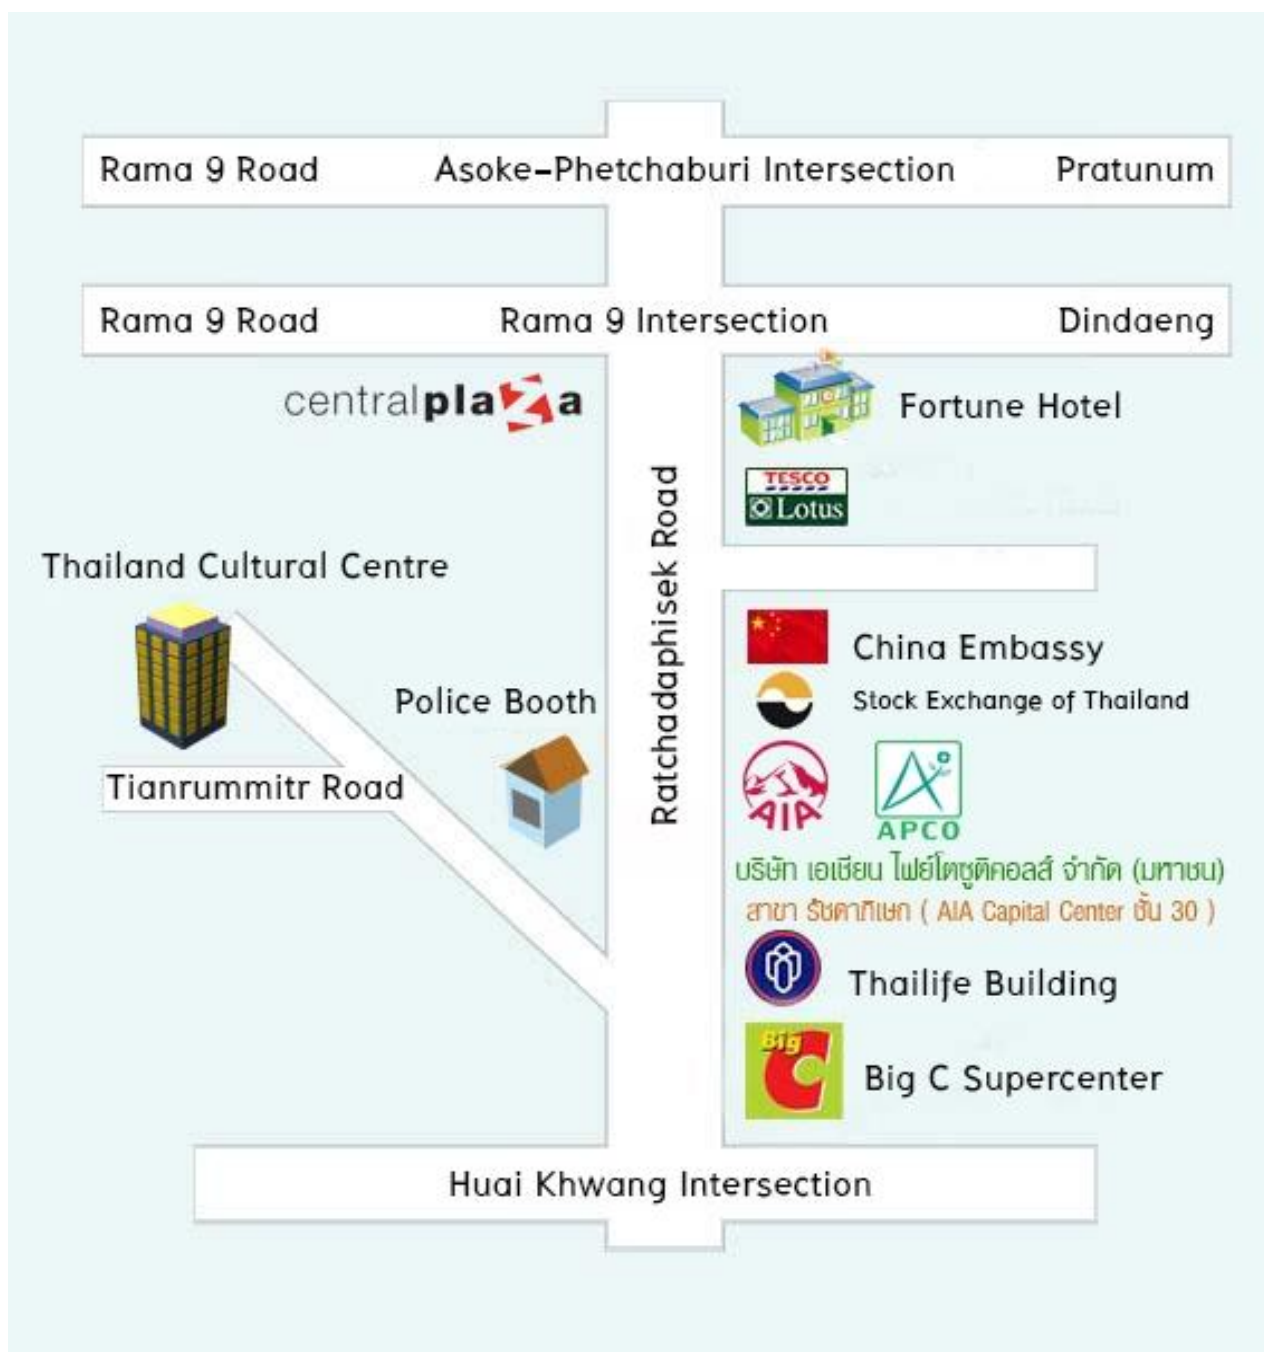 Rama 9 Road Asoke-Phetchaburi Intersection Pratunum
Rama 9 Road Rama 9 Intersection Dindaeng
centralplaza
Fortune Hotel
TESCO
Lotus
Ratchadaphisek Road
Thailand Cultural Centre
China Embassy
Police Booth
Stock Exchange of Thailand
Tianrummitr Road
AIA
APCO
บริษัท เอเชียน ไฟย์โตซูติคอลส์ จำกัด (มหาชน)
สาขา รัชดาภิเษก ( AIA Capital Center ชั้น 30 )
Thailife Building
Big C
Big C Supercenter
Huai Khwang Intersection